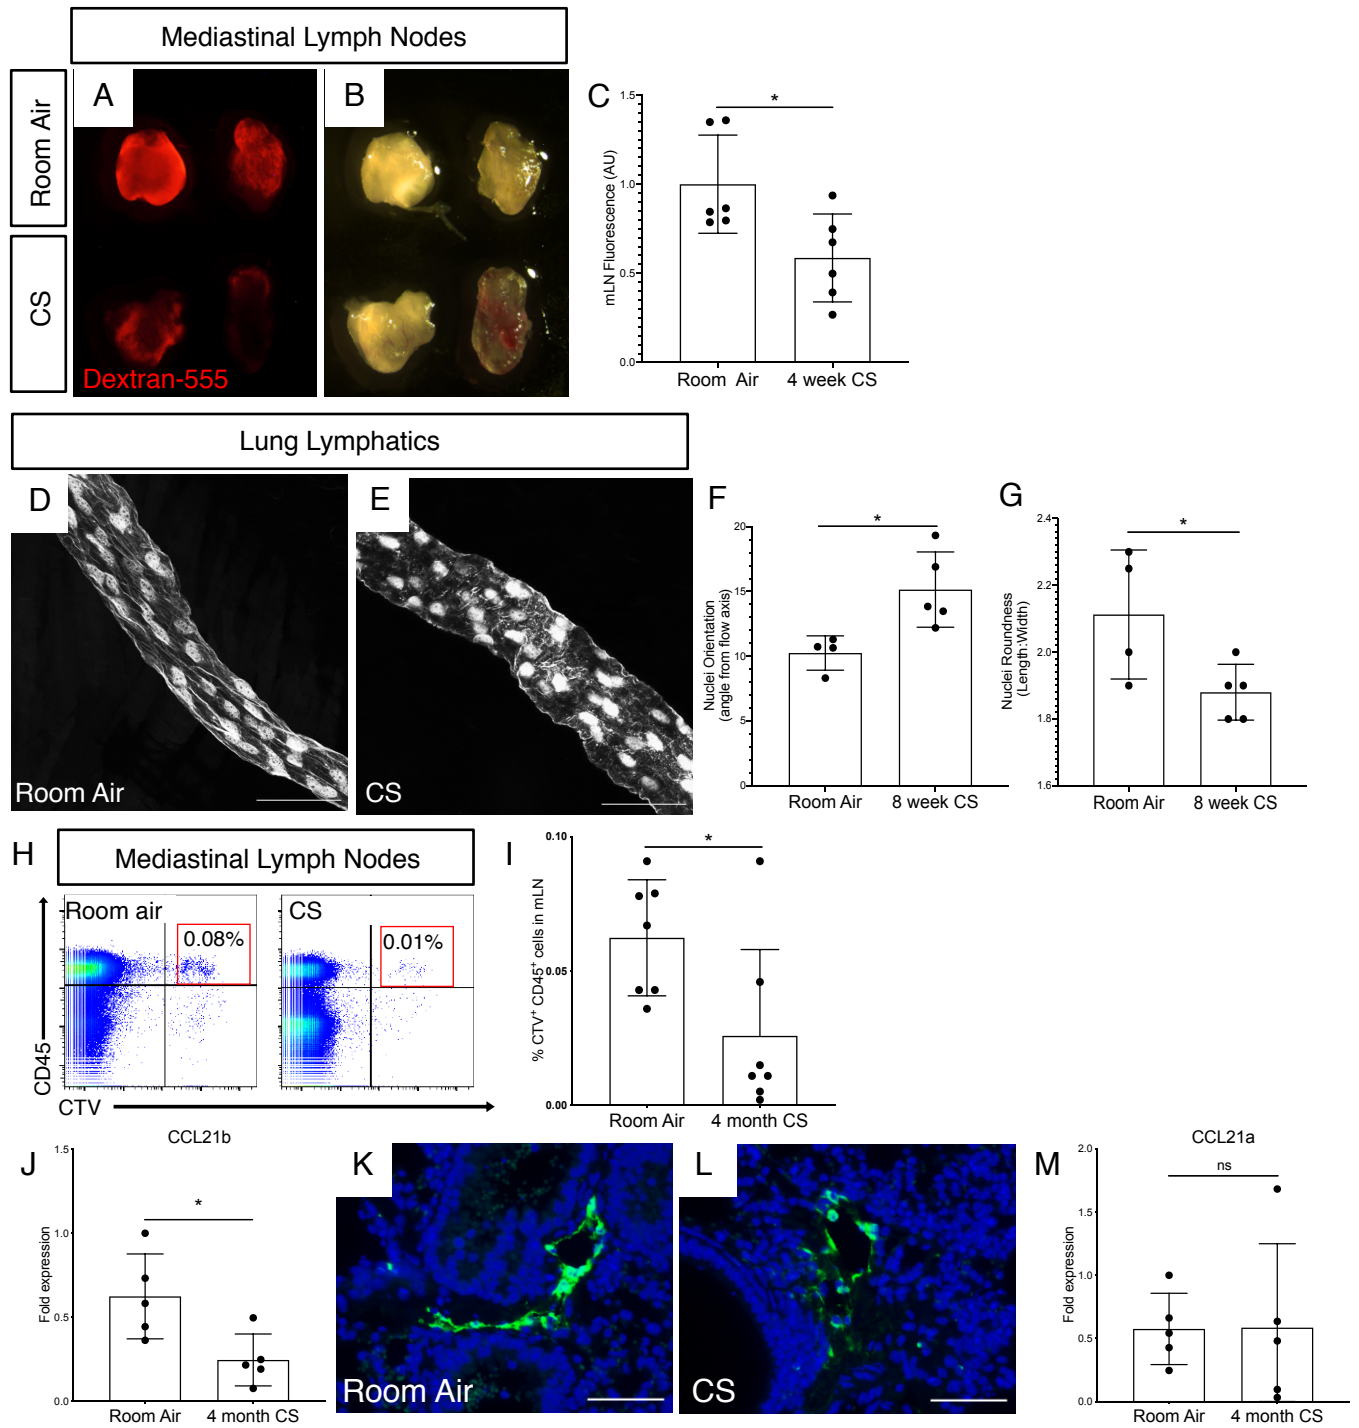 Mediastinal Lymph Nodes
Room Air
CS
A
B
Dextran-555
C
mLN Fluorescence (AU)
1.5
1.0
0.5
0.0
*
Room Air
4 week CS
Lung Lymphatics
D
Room Air
E
CS
F
Nuclei Orientation
(angle from flow axis)
20
15
10
5
0
*
Room Air
8 week CS
G
Nuclei Roundness
(Length:Width)
2.4
2.2
2.0
1.8
1.6
*
Room Air
8 week CS
H
Mediastinal Lymph Nodes
Room air
0.08%
CS
0.01%
CD45
CTV
I
% CTV⁺ CD45⁺ cells in mLN
0.10
0.05
0.00
*
Room Air
4 month CS
J
CCL21b
Fold expression
1.5
1.0
0.5
0.0
*
Room Air
4 month CS
K
Room Air
L
CS
M
CCL21a
Fold expression
2.0
1.5
1.0
0.5
0.0
ns
Room Air
4 month CS